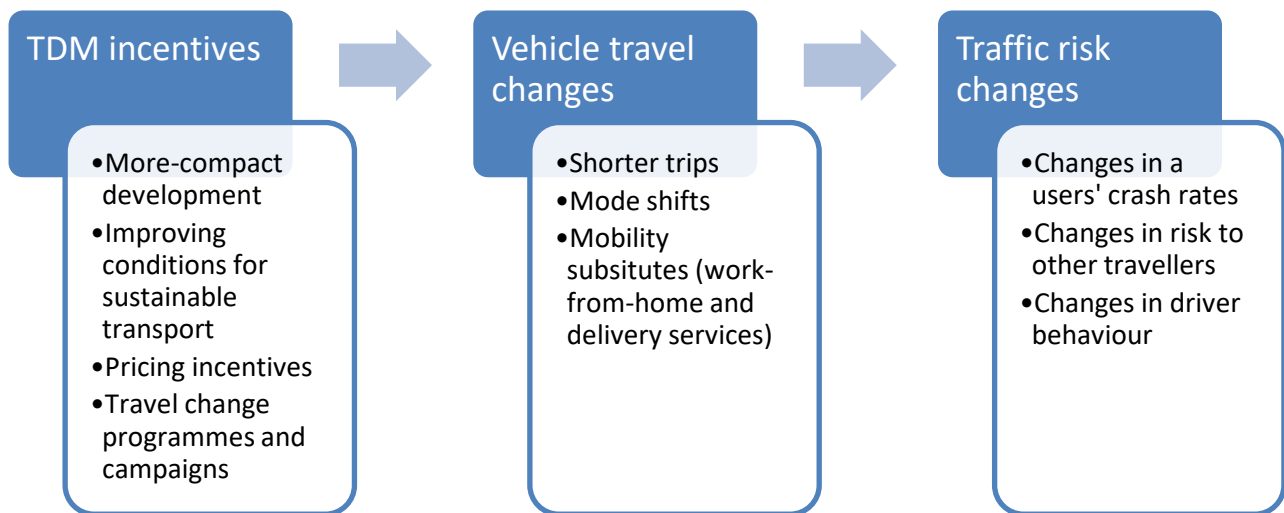 TDM incentives
•More-compact
development
•Improving
conditions for
sustainable
transport
•Pricing incentives
•Travel change
programmes and
campaigns
Vehicle travel
changes
•Shorter trips
•Mode shifts
•Mobility
subsitutes (work-
from-home and
delivery services)
Traffic risk
changes
•Changes in a
users' crash rates
•Changes in risk to
other travellers
•Changes in driver
behaviour